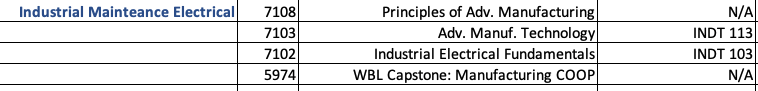 Industrial Mainteance Electrical 7108 Principles of Adv. Manufacturing N/A
7103 Adv. Manuf. Technology INDT 113
7102 Industrial Electrical Fundamentals INDT 103
5974 WBL Capstone: Manufacturing COOP N/A